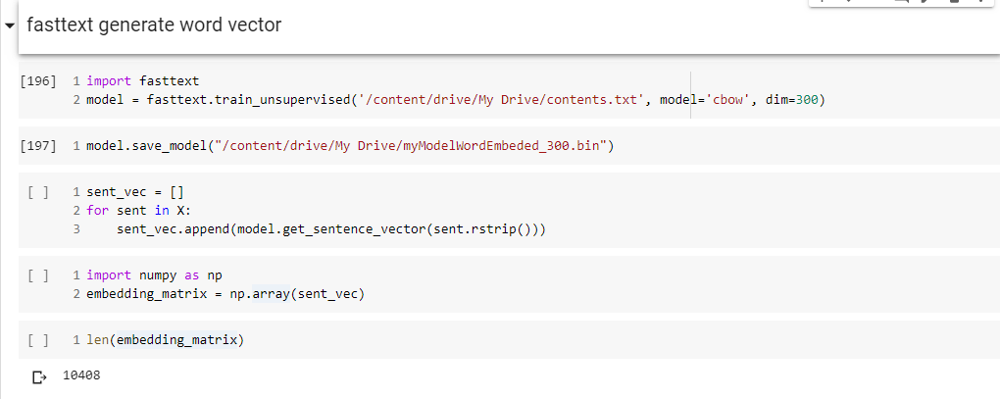 fasttext generate word vector
[196] 1 import fasttext
2 model = fasttext.train_unsupervised('/content/drive/My Drive/contents.txt', model='cbow', dim=300)
[197] 1 model.save_model("/content/drive/My Drive/myModelWordEmbeded_300.bin")
[ ] 1 sent_vec = []
2 for sent in X:
3     sent_vec.append(model.get_sentence_vector(sent.rstrip()))
[ ] 1 import numpy as np
2 embedding_matrix = np.array(sent_vec)
[ ] 1 len(embedding_matrix)
10408